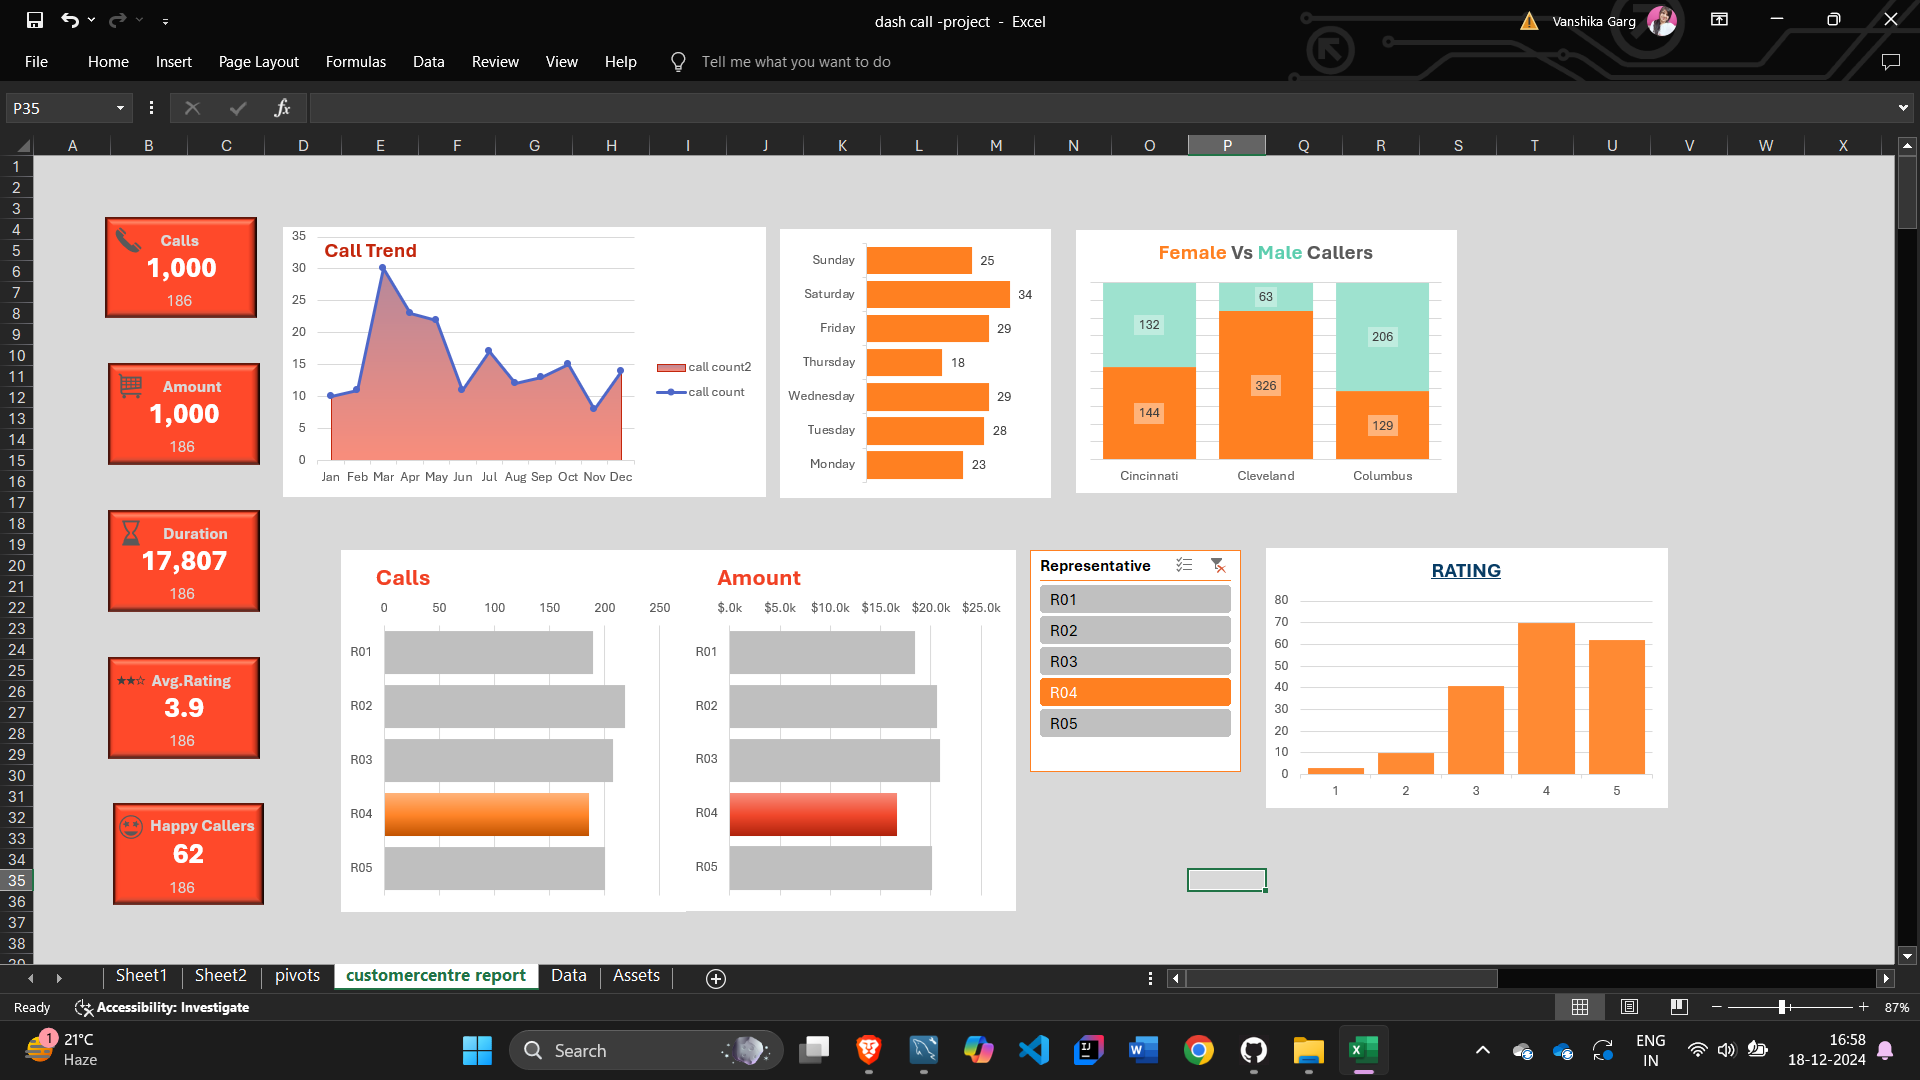 dash call -project - Excel
Vanshika Garg
File Home Insert Page Layout Formulas Data Review View Help Tell me what you want to do
P35
fx
A B C D E F G H I J K L M N O P Q R S T U V W X
1
2
3
4
5
6
7
8
9
10
11
12
13
14
15
16
17
18
19
20
21
22
23
24
25
26
27
28
29
30
31
32
33
34
35
36
37
38
39
Calls
1,000
186
Amount
1,000
186
Duration
17,807
186
Avg.Rating
3.9
186
Happy Callers
62
186
Call Trend
35
30
25
20
15
10
5
0
Jan Feb Mar Apr May Jun Jul Aug Sep Oct Nov Dec
call count2
call count
Sunday 25
Saturday 34
Friday 29
Thursday 18
Wednesday 29
Tuesday 28
Monday 23
Female Vs Male Callers
132 63 206
144 326 129
Cincinnati Cleveland Columbus
Calls
0 50 100 150 200 250
R01
R02
R03
R04
R05
Amount
$.0k $5.0k $10.0k $15.0k $20.0k $25.0k
R01
R02
R03
R04
R05
Representative
R01
R02
R03
R04
R05
RATING
80
70
60
50
40
30
20
10
0
1 2 3 4 5
Sheet1 Sheet2 pivots customercentre report Data Assets
Ready Accessibility: Investigate 87%
1
21°C
Haze
Search
ENG
IN
16:58
18-12-2024